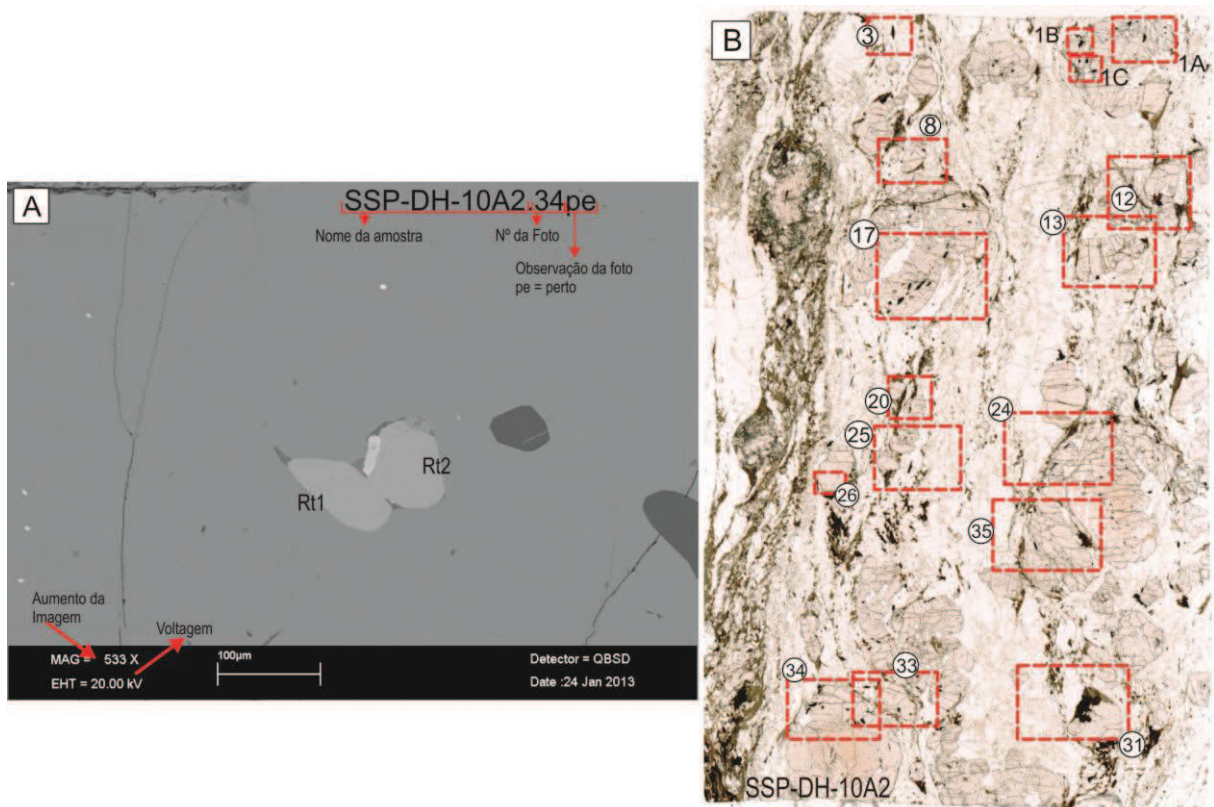 A
SSP-DH-10A2.34pe
Nome da amostra
Nº da Foto
Observação da foto
pe = perto
Rt1
Rt2
Aumento da
Imagem
Voltagem
MAG = 533 X
EHT = 20.00 kV
100µm
Detector = QBSD
Date :24 Jan 2013
B
3
1B
1C
1A
8
12
13
17
20
24
25
26
35
34
33
31
SSP-DH-10A2